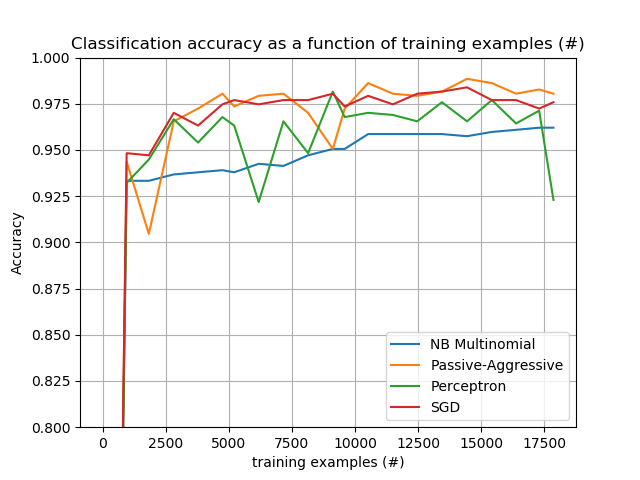 Classification accuracy as a function of training examples (#)
1.000
0.975
0.950
0.925
0.900
0.875
0.850
0.825
0.800
Accuracy
NB Multinomial
Passive-Aggressive
Perceptron
SGD
0 2500 5000 7500 10000 12500 15000 17500
training examples (#)